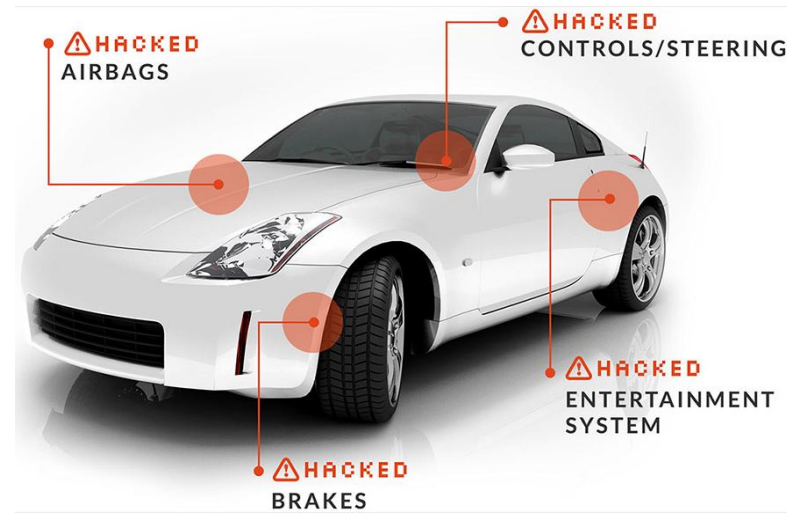 HACKED
CONTROLS/STEERING
HACKED
AIRBAGS
HACKED
ENTERTAINMENT
SYSTEM
HACKED
BRAKES